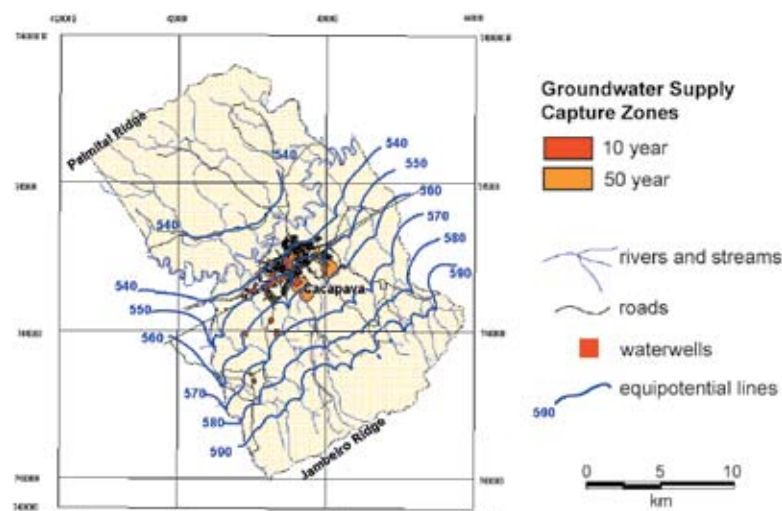 Palmital Ridge
540
540
540
550
560
570
580
590
Cacapava
540
550
560
570
580
590
Jambeiro Ridge
Groundwater Supply
Capture Zones
10 year
50 year
rivers and streams
roads
waterwells
equipotential lines
590
0 5 10
km